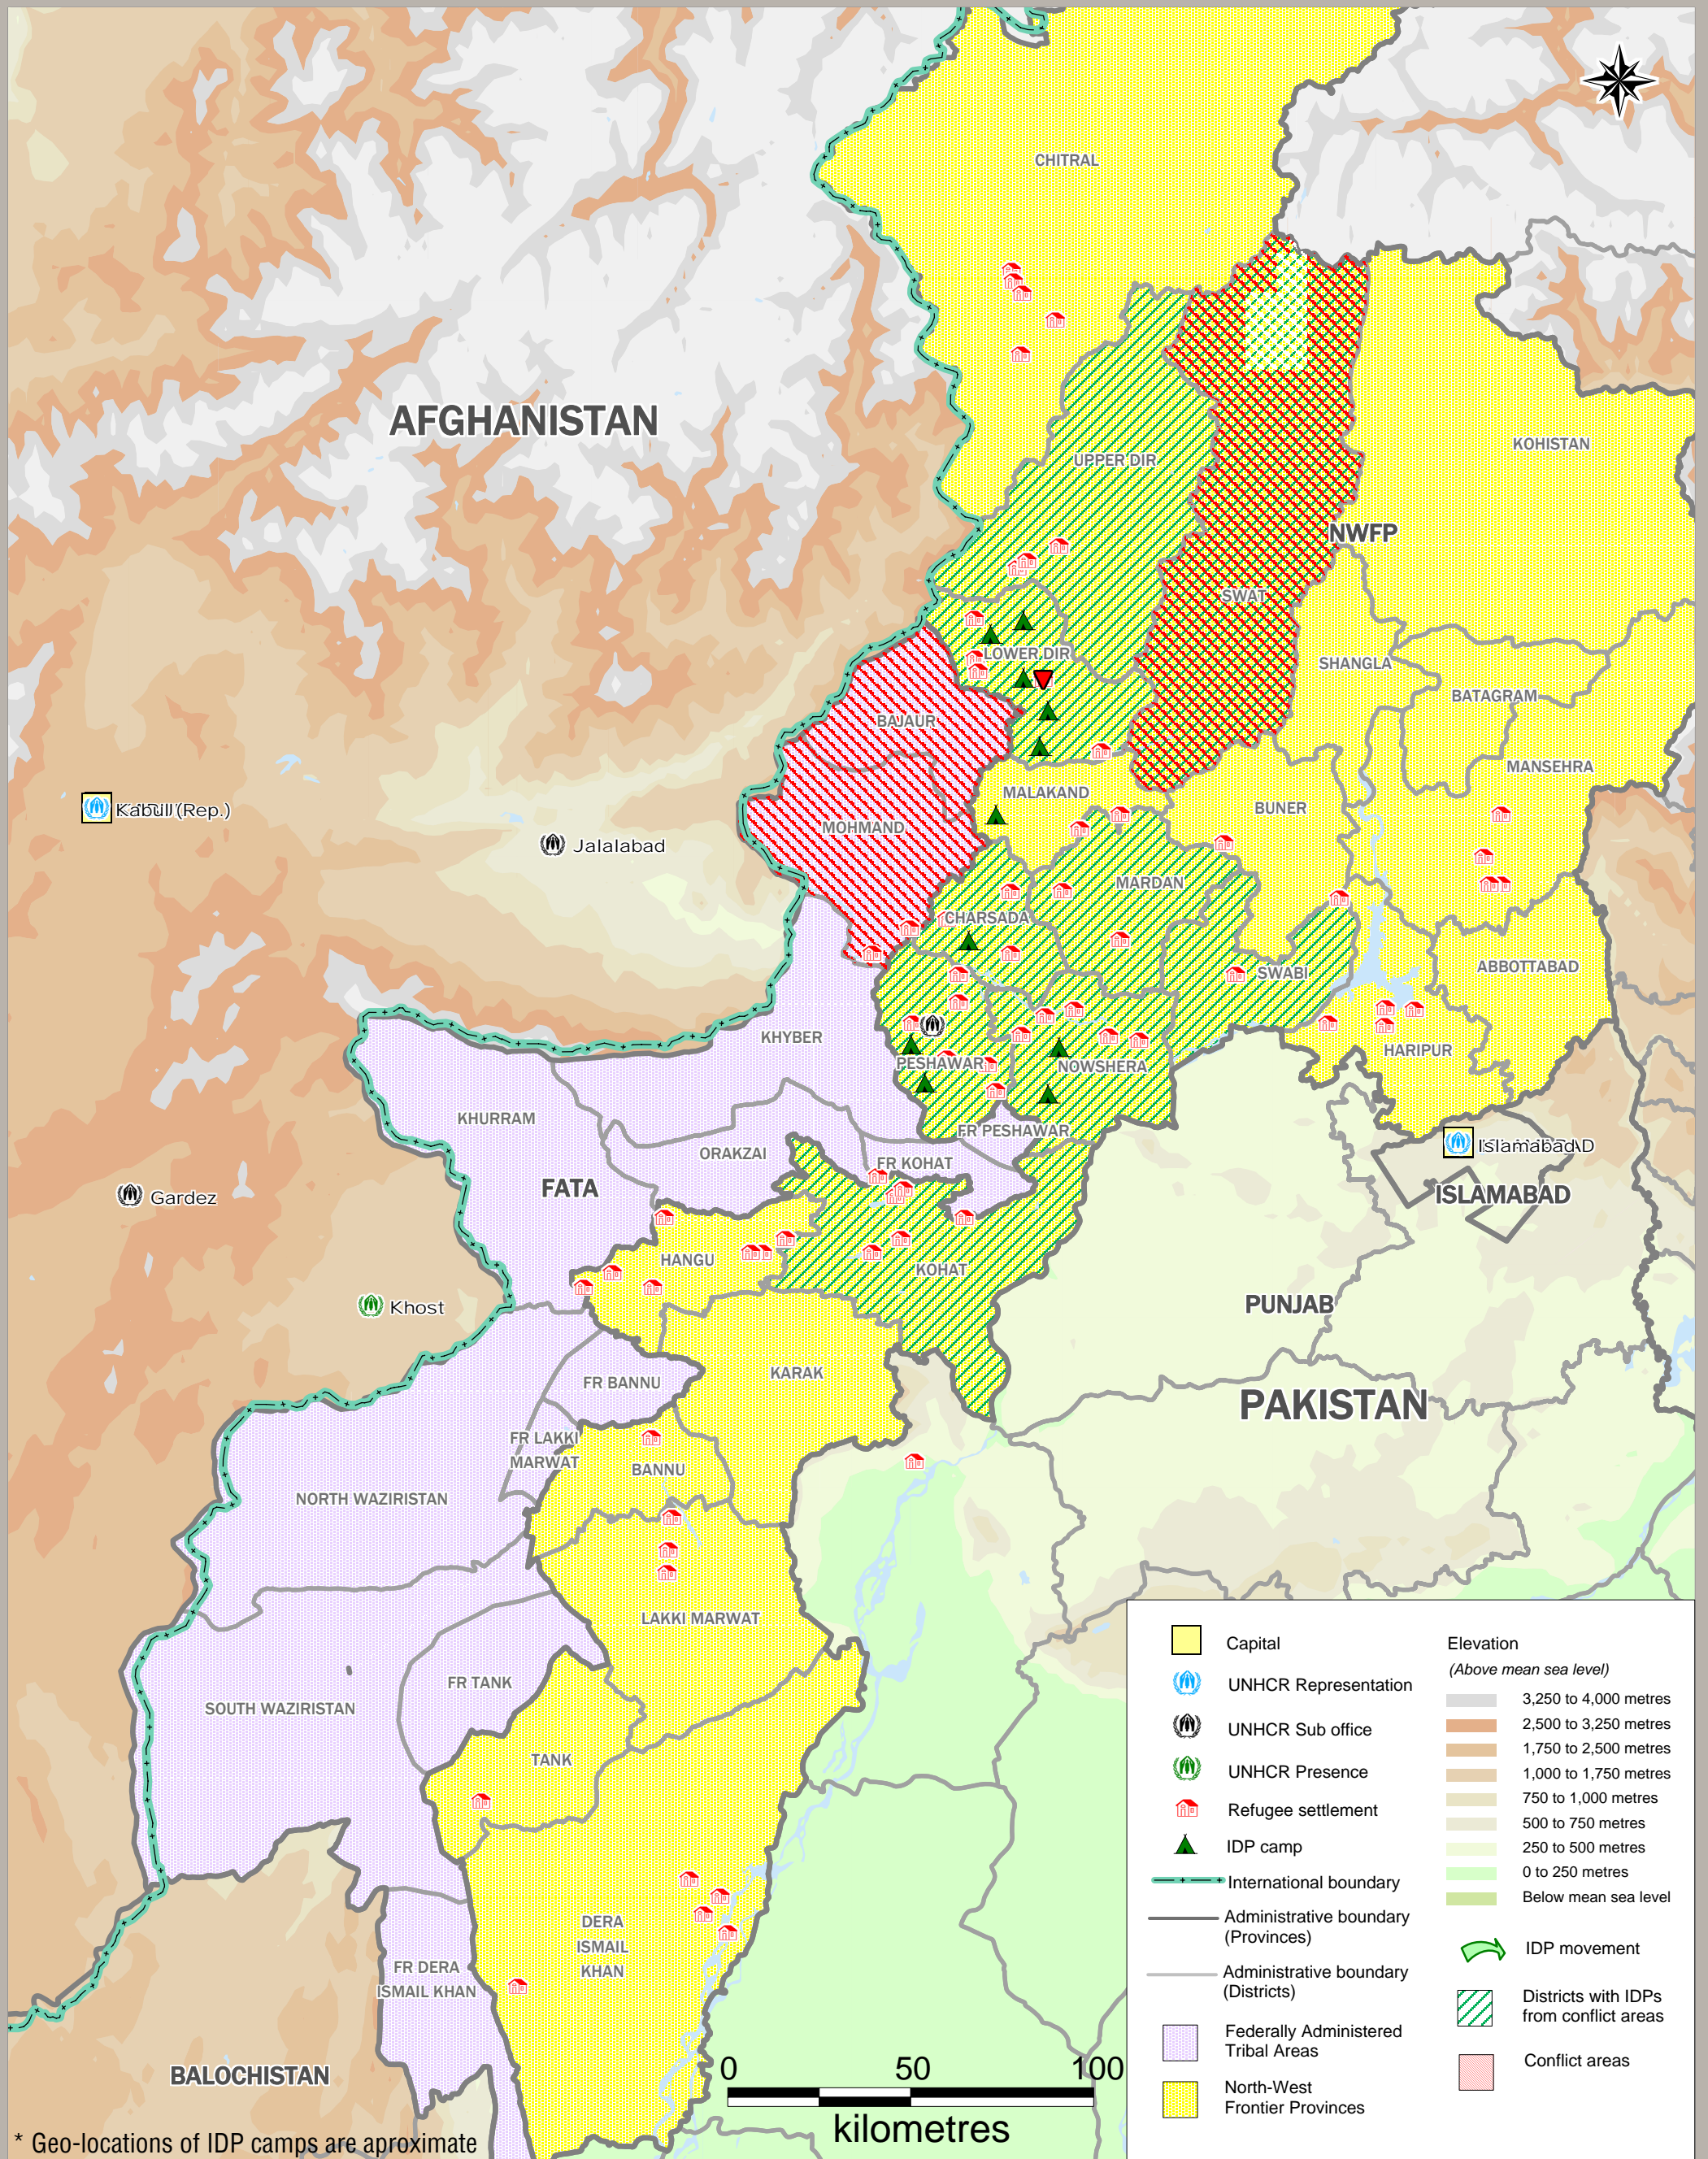 CHITRAL
AFGHANISTAN
KOHISTAN
UPPER DIR
NWFP
SWAT
LOWER DIR
SHANGLA
BATAGRAM
BAJAUR
MANSEHRA
MALAKAND
BUNER
Kabul (Rep.)
MOHMAND
Jalalabad
MARDAN
CHARSADA
SWABI
ABBOTTABAD
KHYBER
HARIPUR
PESHAWAR
NOWSHERA
KHURRAM
FR PESHAWAR
Islamabad
ORAKZAI
FR KOHAT
FATA
ISLAMABAD
Gardez
HANGU
KOHAT
Khost
PUNJAB
KARAK
FR BANNU
PAKISTAN
FR LAKKI
MARWAT
BANNU
NORTH WAZIRISTAN
LAKKI MARWAT
FR TANK
SOUTH WAZIRISTAN
TANK
DERA
ISMAIL
KHAN
FR DERA
ISMAIL KHAN
BALOCHISTAN
* Geo-locations of IDP camps are aproximate
0 50 100
kilometres
Capital
UNHCR Representation
UNHCR Sub office
UNHCR Presence
Refugee settlement
IDP camp
International boundary
Administrative boundary
(Provinces)
Administrative boundary
(Districts)
Federally Administered
Tribal Areas
North-West
Frontier Provinces
Elevation
(Above mean sea level)
3,250 to 4,000 metres
2,500 to 3,250 metres
1,750 to 2,500 metres
1,000 to 1,750 metres
750 to 1,000 metres
500 to 750 metres
250 to 500 metres
0 to 250 metres
Below mean sea level
IDP movement
Districts with IDPs
from conflict areas
Conflict areas